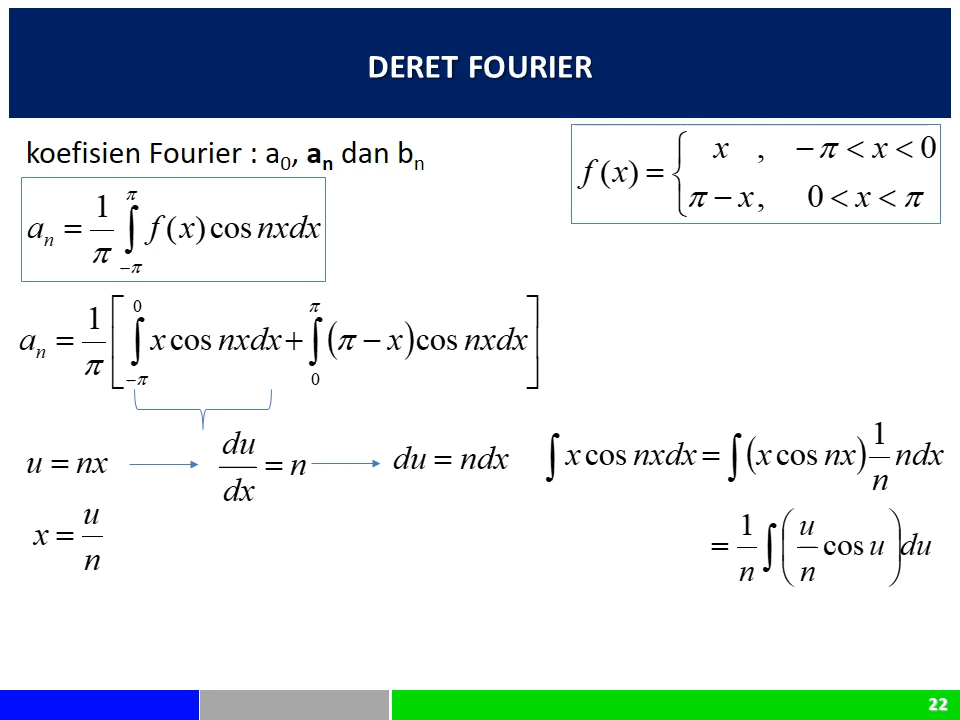 DERET FOURIER
koefisien Fourier : a₀, aₙ dan bₙ
f(x) = { x , −π < x < 0
π − x, 0 < x < π
aₙ = 1/π ∫_{−π}^{π} f(x) cos nxdx
aₙ = 1/π [ ∫_{−π}^{0} x cos nxdx + ∫_{0}^{π} (π − x) cos nxdx ]
u = nx → du/dx = n → du = ndx ∫ x cos nxdx = ∫ (x cos nx) 1/n ndx
x = u/n = 1/n ∫ (u/n cos u) du
22